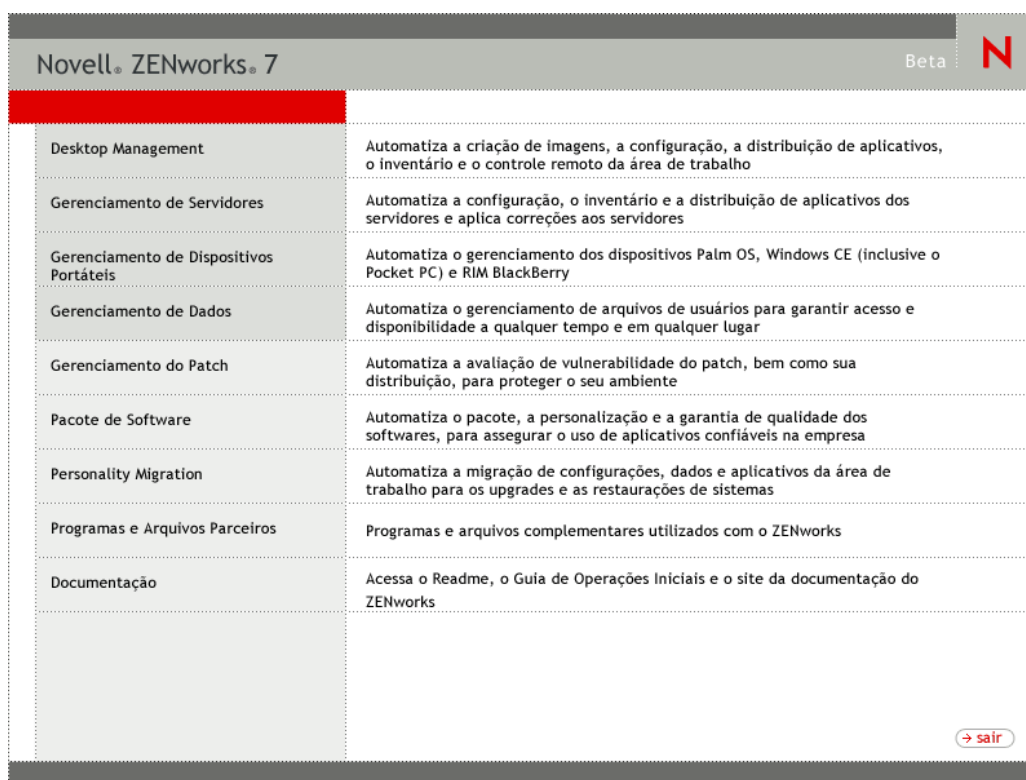 Novell® ZENworks® 7
Beta
N
Desktop Management
Automatiza a criação de imagens, a configuração, a distribuição de aplicativos,
o inventário e o controle remoto da área de trabalho
Gerenciamento de Servidores
Automatiza a configuração, o inventário e a distribuição de aplicativos dos
servidores e aplica correções aos servidores
Gerenciamento de Dispositivos
Portáteis
Automatiza o gerenciamento dos dispositivos Palm OS, Windows CE (inclusive o
Pocket PC) e RIM BlackBerry
Gerenciamento de Dados
Automatiza o gerenciamento de arquivos de usuários para garantir acesso e
disponibilidade a qualquer tempo e em qualquer lugar
Gerenciamento do Patch
Automatiza a avaliação de vulnerabilidade do patch, bem como sua
distribuição, para proteger o seu ambiente
Pacote de Software
Automatiza o pacote, a personalização e a garantia de qualidade dos
softwares, para assegurar o uso de aplicativos confiáveis na empresa
Personality Migration
Automatiza a migração de configurações, dados e aplicativos da área de
trabalho para os upgrades e as restaurações de sistemas
Programas e Arquivos Parceiros
Programas e arquivos complementares utilizados com o ZENworks
Documentação
Acessa o Readme, o Guia de Operações Iniciais e o site da documentação do
ZENworks
→ sair